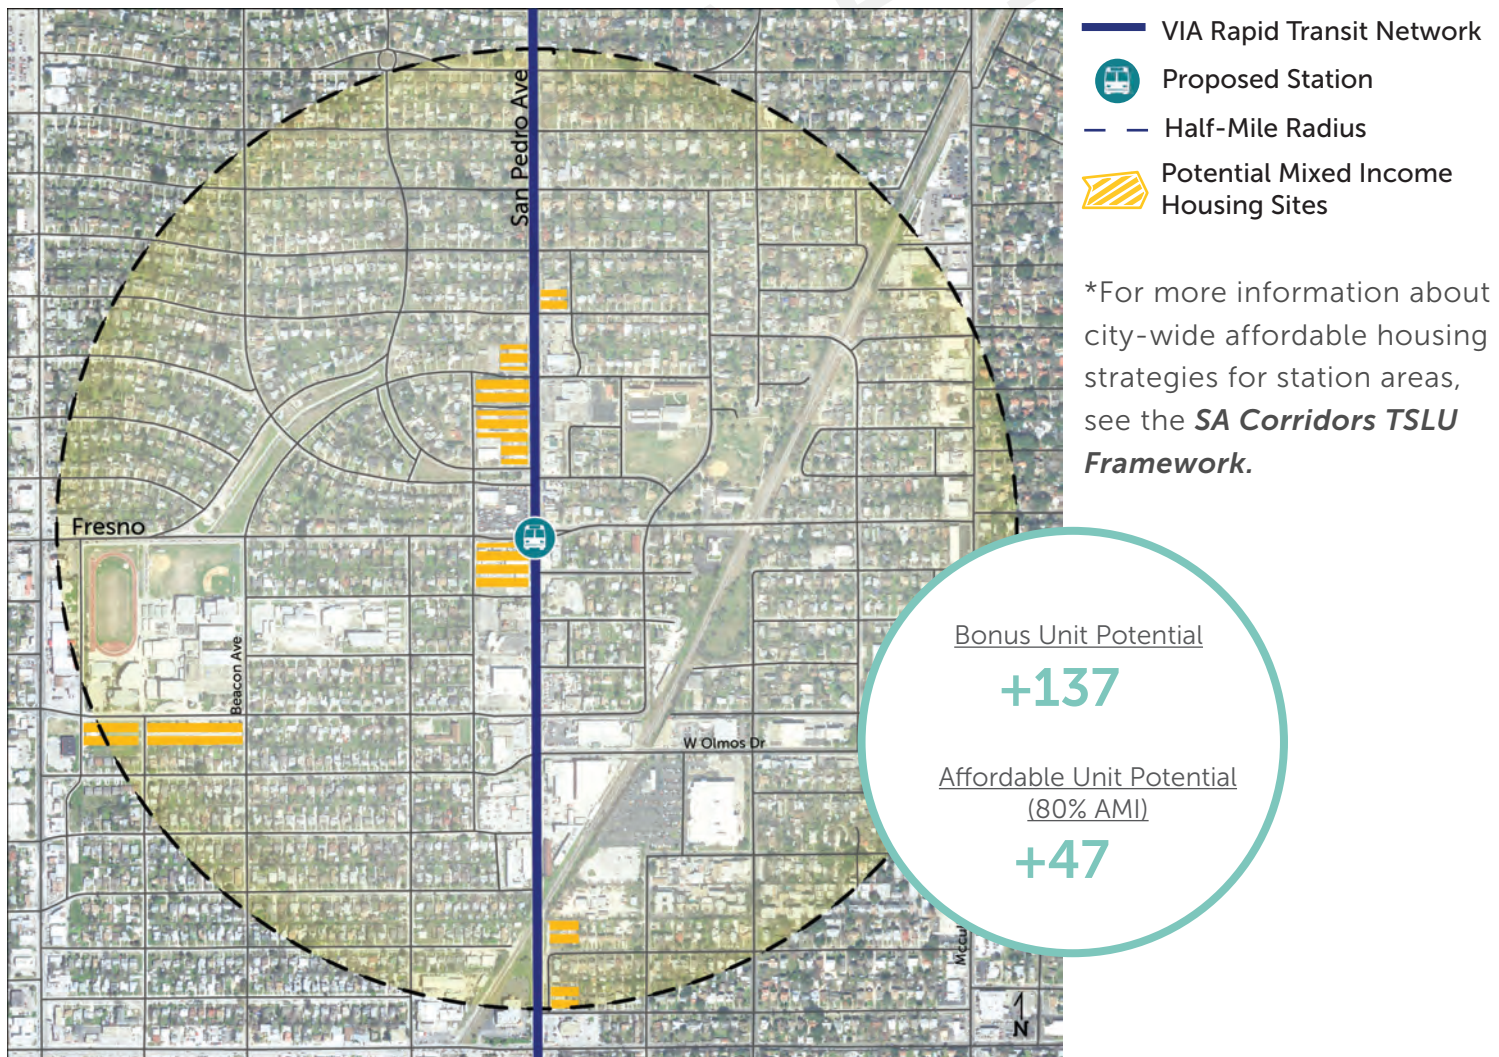 San Pedro Ave
Fresno
Beacon Ave
W Olmos Dr
N
VIA Rapid Transit Network
Proposed Station
Half-Mile Radius
Potential Mixed Income
Housing Sites
*For more information about
city-wide affordable housing
strategies for station areas,
see the SA Corridors TSLU
Framework.
Bonus Unit Potential
+137
Affordable Unit Potential
(80% AMI)
+47